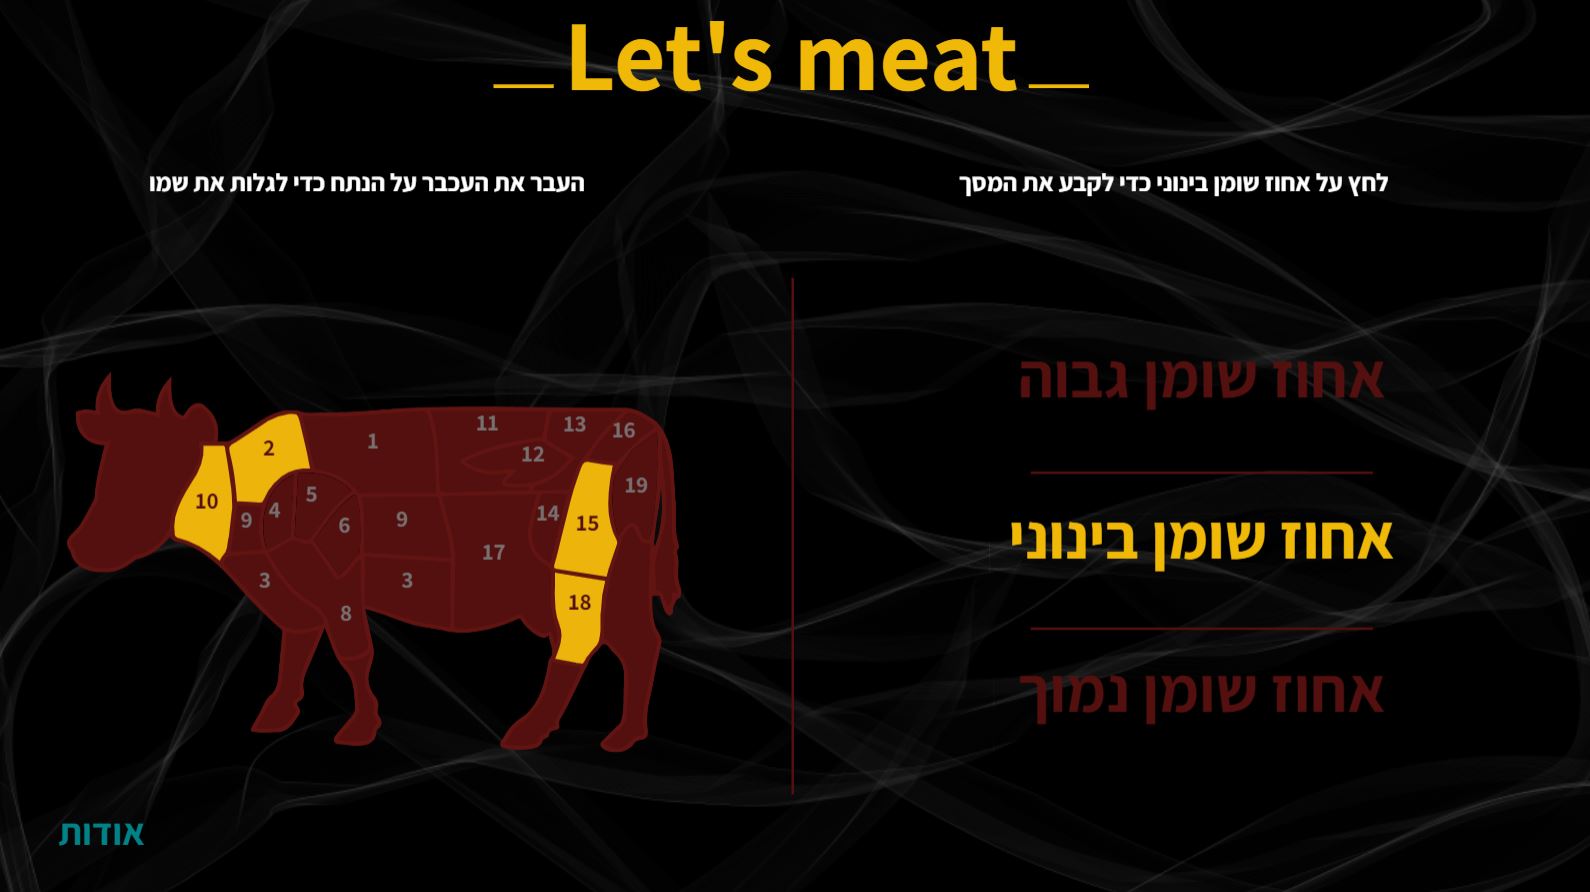 Let's meat
לחץ על אחוז שומן בינוני כדי לקבע את המסך
העבר את העכבר על הנתח כדי לגלות את שמו
אחוז שומן גבוה
אחוז שומן בינוני
אחוז שומן נמוך
1
2
10
9
4
5
6
3
8
9
3
11
12
13
16
19
14
15
17
18
אודות